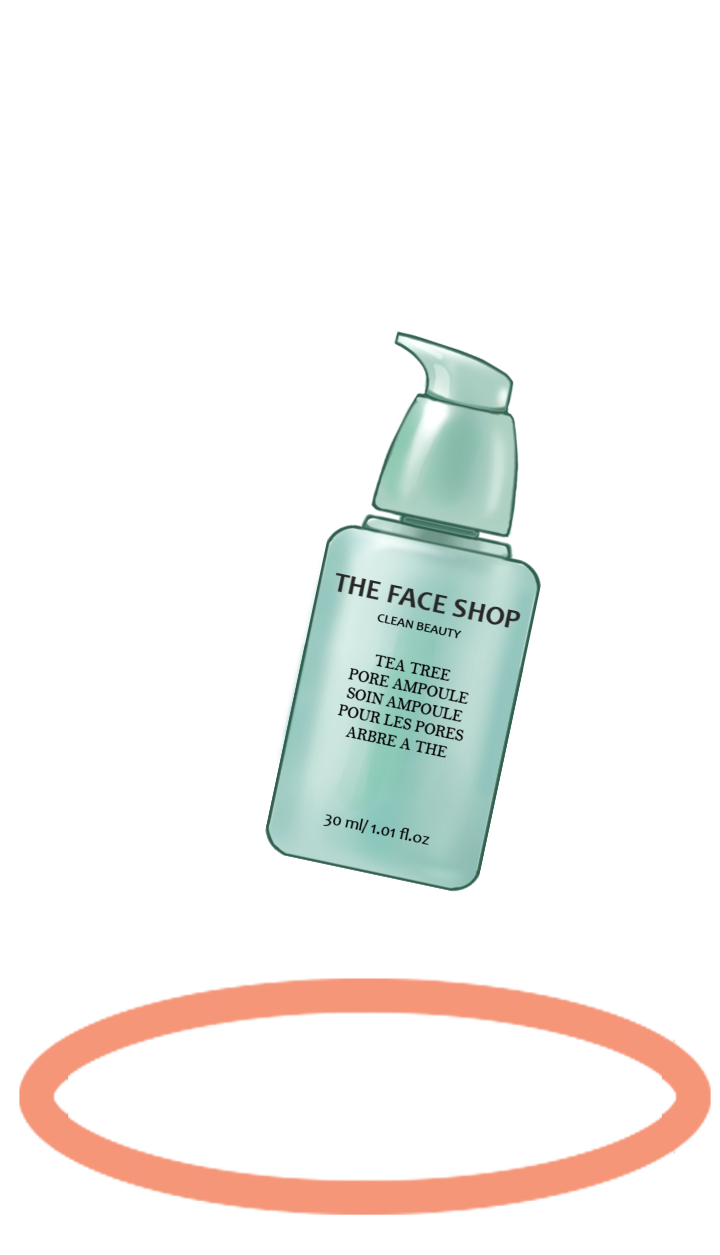 THE FACE SHOP
CLEAN BEAUTY
TEA TREE
PORE AMPOULE
SOIN AMPOULE
POUR LES PORES
ARBRE A THE
30 ml/ 1.01 fl.oz